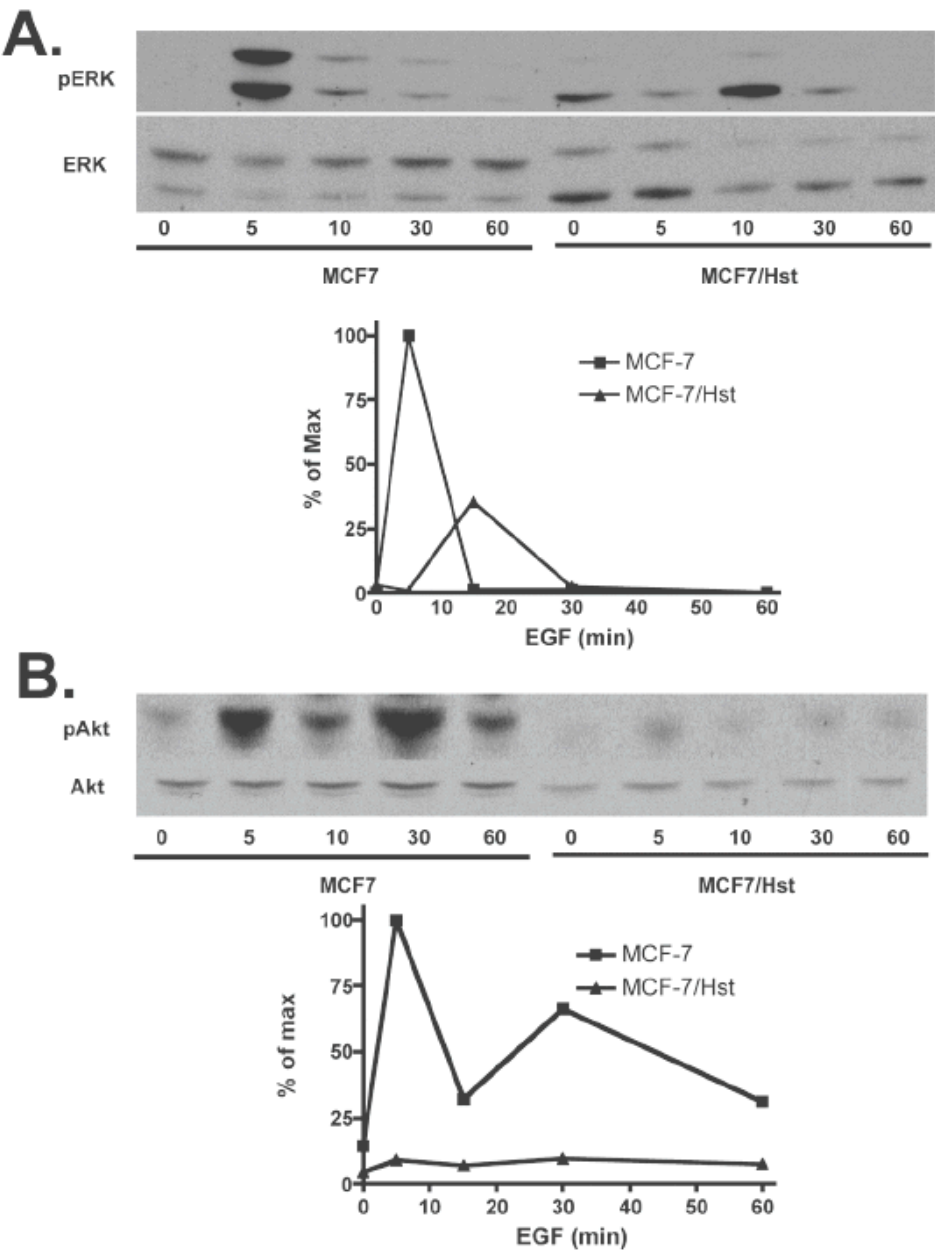 A.
pERK
ERK
0 5 10 30 60 0 5 10 30 60
MCF7 MCF7/Hst
100
75
50
25
0
% of Max
MCF-7
MCF-7/Hst
0 10 20 30 40 50 60
EGF (min)
B.
pAkt
Akt
0 5 10 30 60 0 5 10 30 60
MCF7 MCF7/Hst
100
75
50
25
0
% of max
MCF-7
MCF-7/Hst
0 10 20 30 40 50 60
EGF (min)